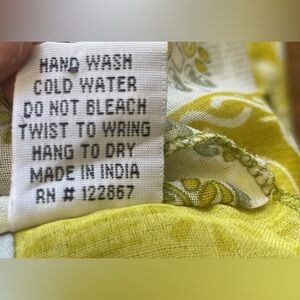 HAND WASH
COLD WATER
DO NOT BLEACH
TWIST TO WRING
HANG TO DRY
MADE IN INDIA
RN # 122867